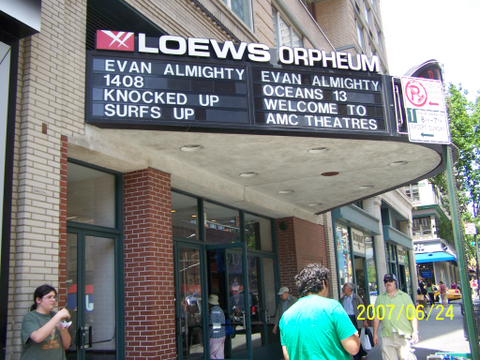 LOEWS ORPHEUM
EVAN ALMIGHTY
1408
KNOCKED UP
SURFS UP
EVAN ALMIGHTY
OCEANS 13
WELCOME TO
AMC THEATRES
2007/06/24